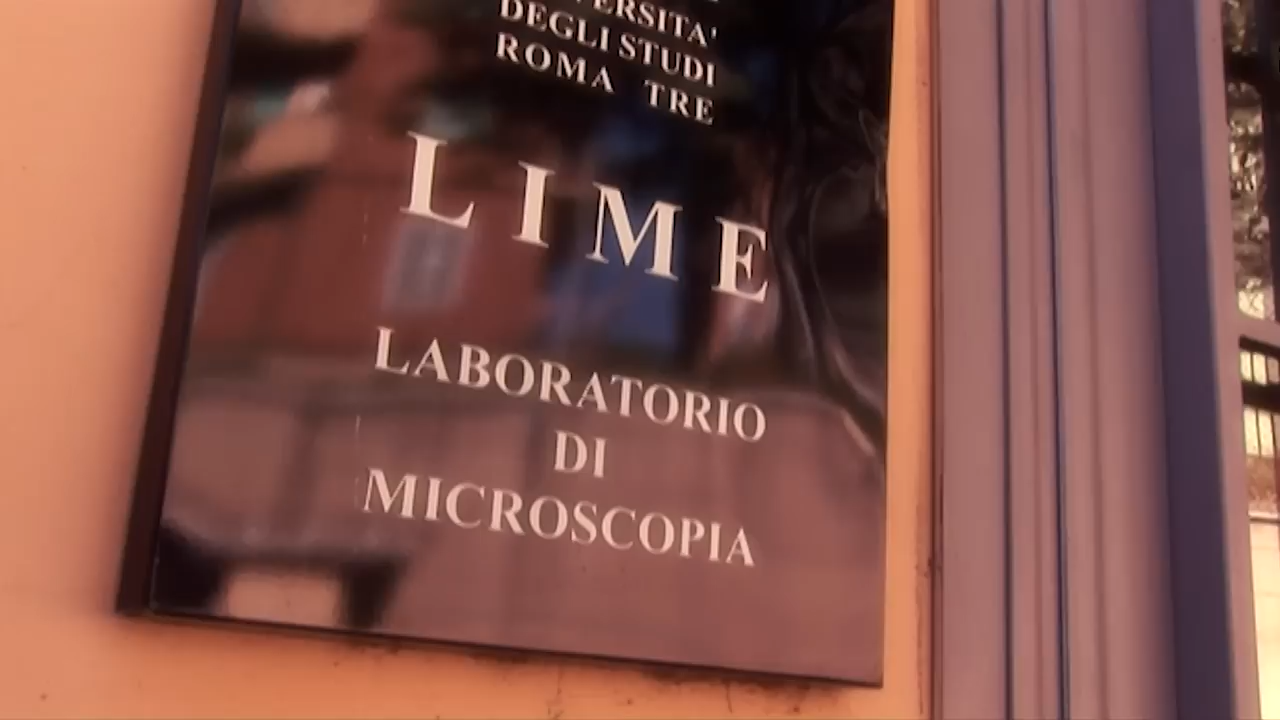 DEGLI STUDI
ROMA TRE
LIME
LABORATORIO
DI
MICROSCOPIA